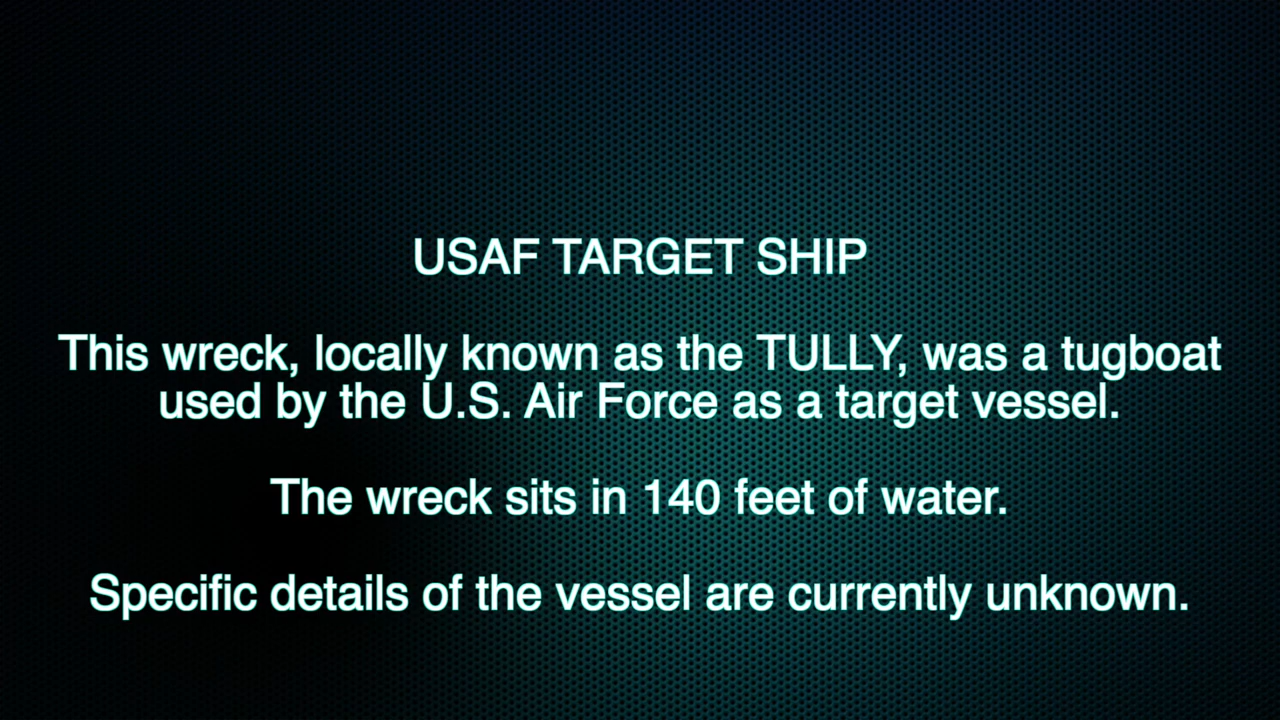 USAF TARGET SHIP
This wreck, locally known as the TULLY, was a tugboat
used by the U.S. Air Force as a target vessel.
The wreck sits in 140 feet of water.
Specific details of the vessel are currently unknown.